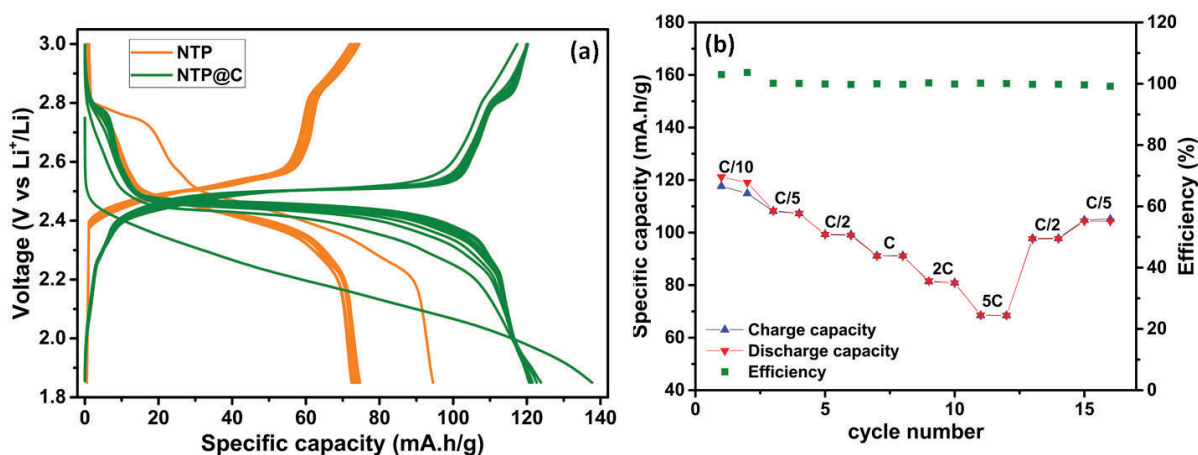 (a)
NTP
NTP@C
Voltage (V vs Li⁺/Li)
3.0
2.8
2.6
2.4
2.2
2.0
1.8
0 20 40 60 80 100 120 140
Specific capacity (mA.h/g)
(b)
Specific capacity (mA.h/g)
180
160
140
120
100
80
60
40
C/10
C/5
C/2
C
2C
5C
C/2
C/5
Charge capacity
Discharge capacity
Efficiency
120
100
80
60
40
20
0
Efficiency (%)
5 10 15
cycle number